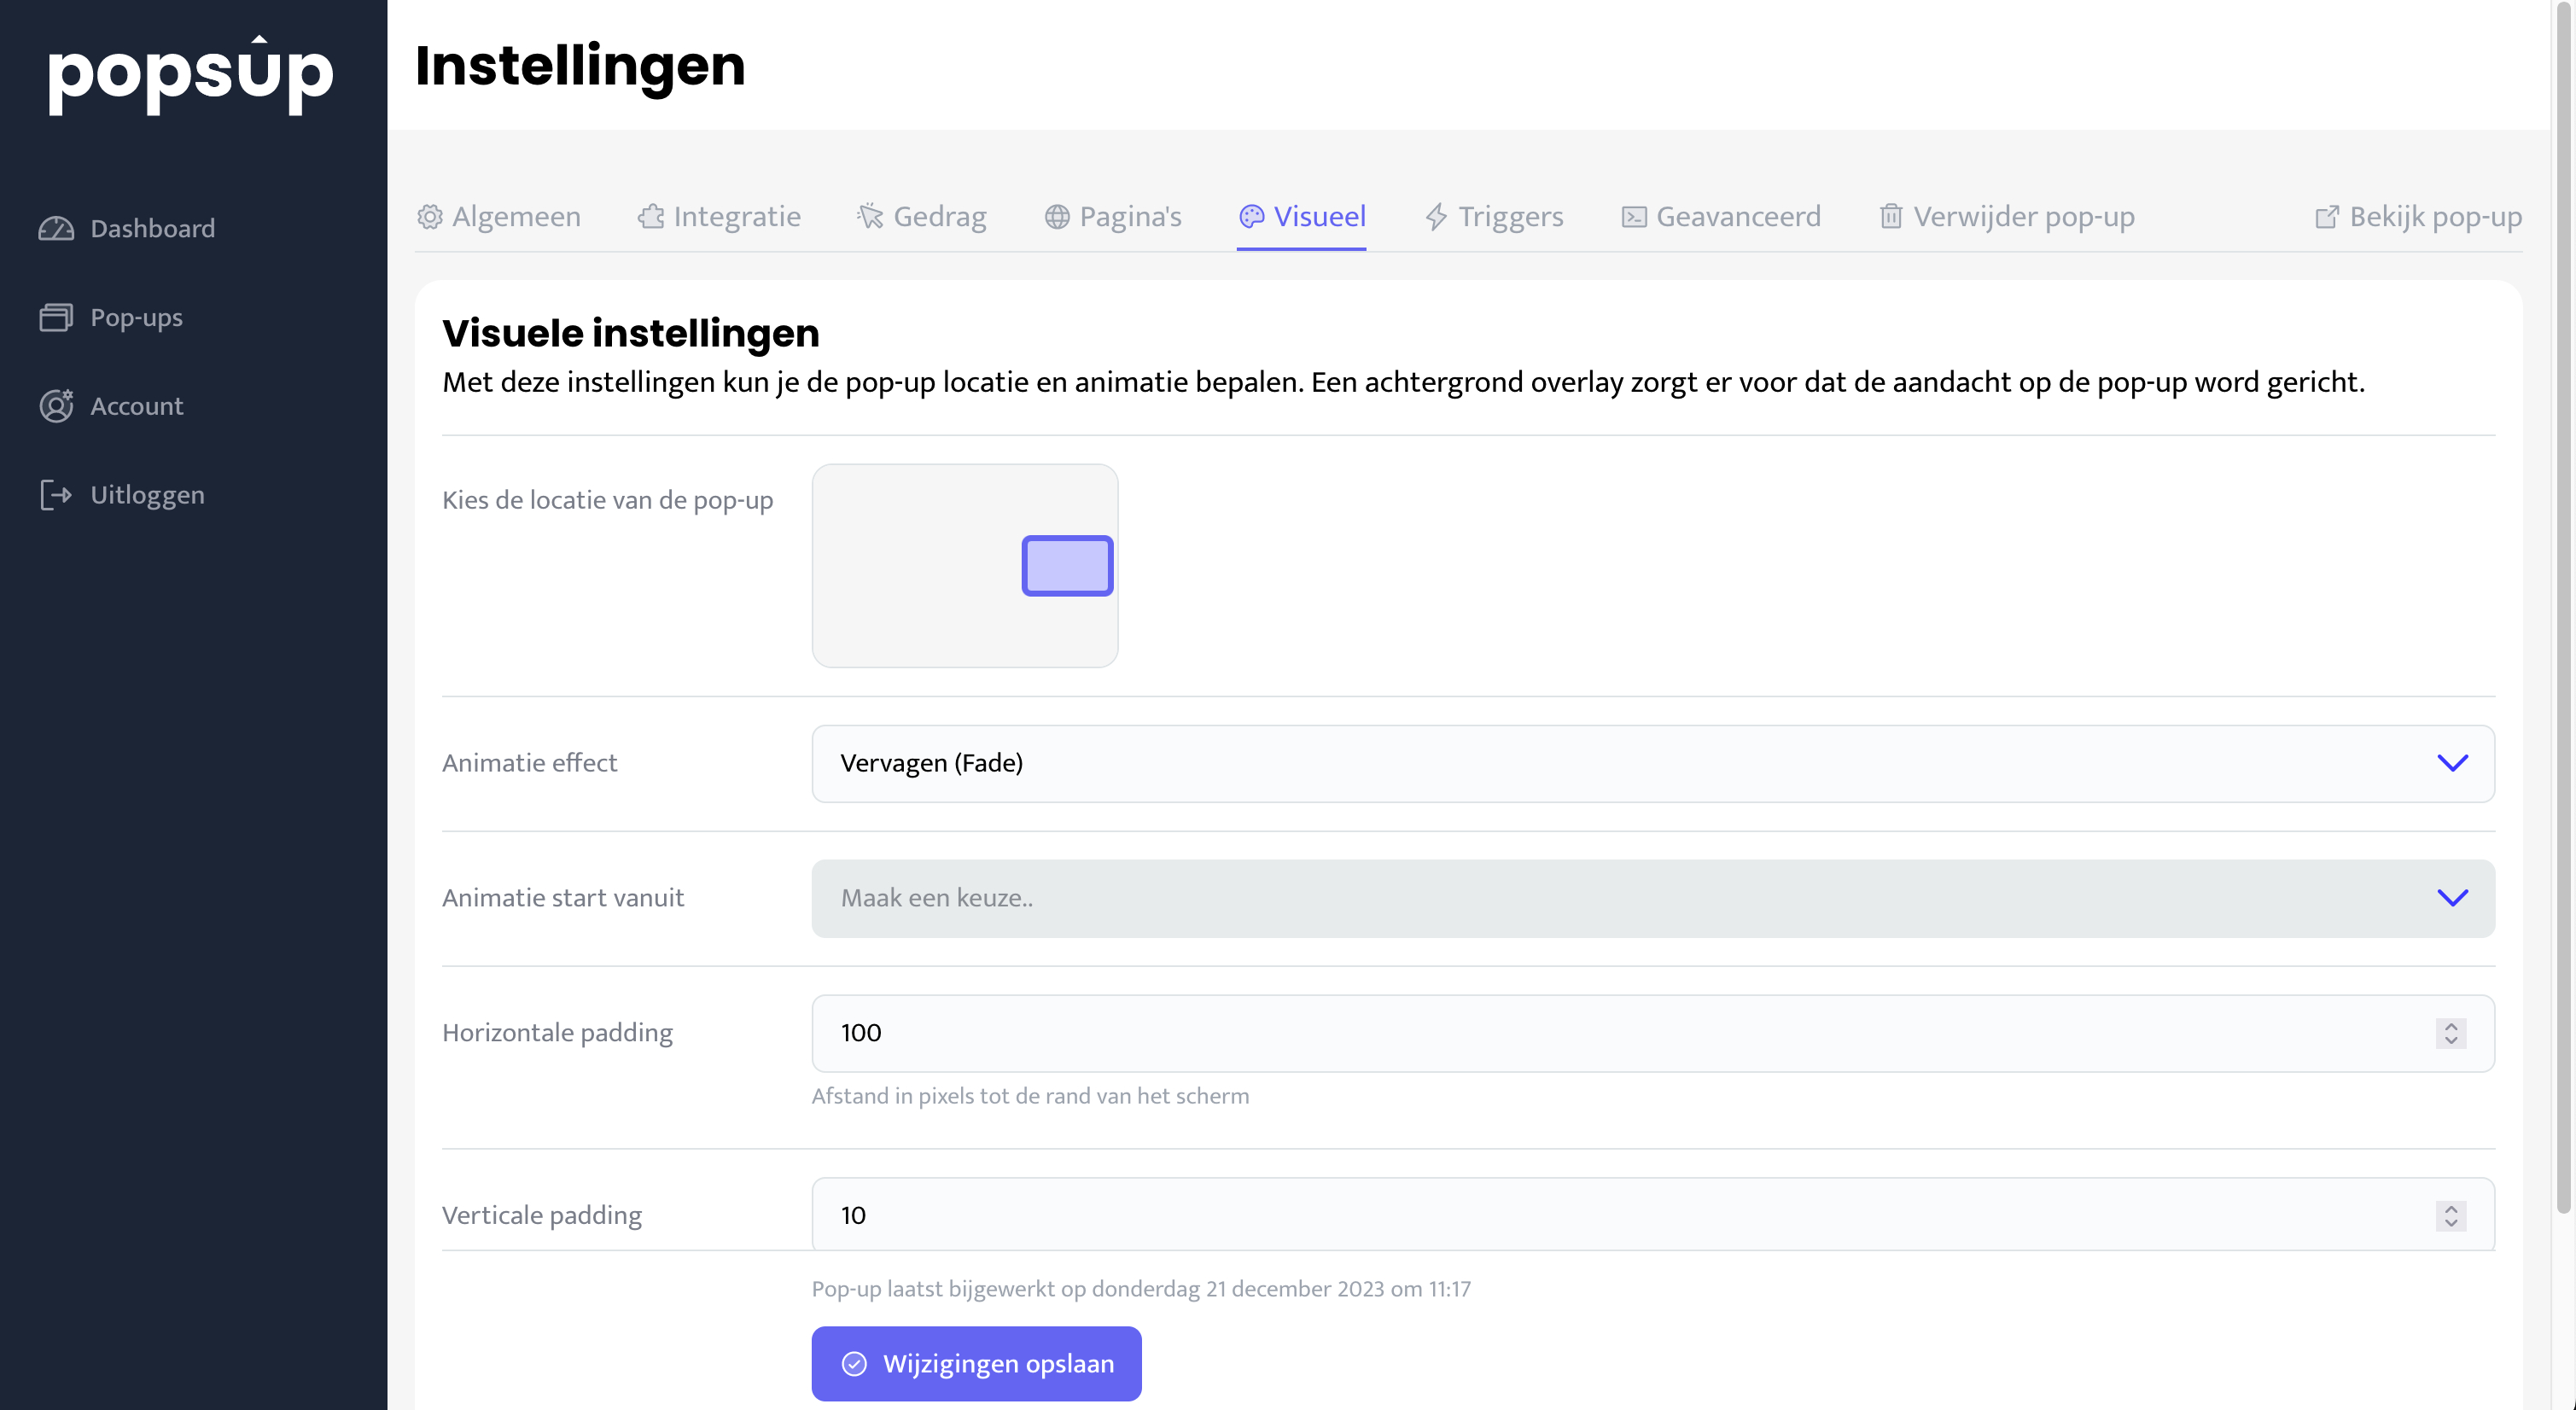 popsup
Dashboard
Pop-ups
Account
Uitloggen
Instellingen
Algemeen Integratie Gedrag Pagina's Visueel Triggers Geavanceerd Verwijder pop-up Bekijk pop-up
Visuele instellingen
Met deze instellingen kun je de pop-up locatie en animatie bepalen. Een achtergrond overlay zorgt er voor dat de aandacht op de pop-up word gericht.
Kies de locatie van de pop-up
Animatie effect Vervagen (Fade)
Animatie start vanuit Maak een keuze..
Horizontale padding 100
Afstand in pixels tot de rand van het scherm
Verticale padding 10
Pop-up laatst bijgewerkt op donderdag 21 december 2023 om 11:17
Wijzigingen opslaan